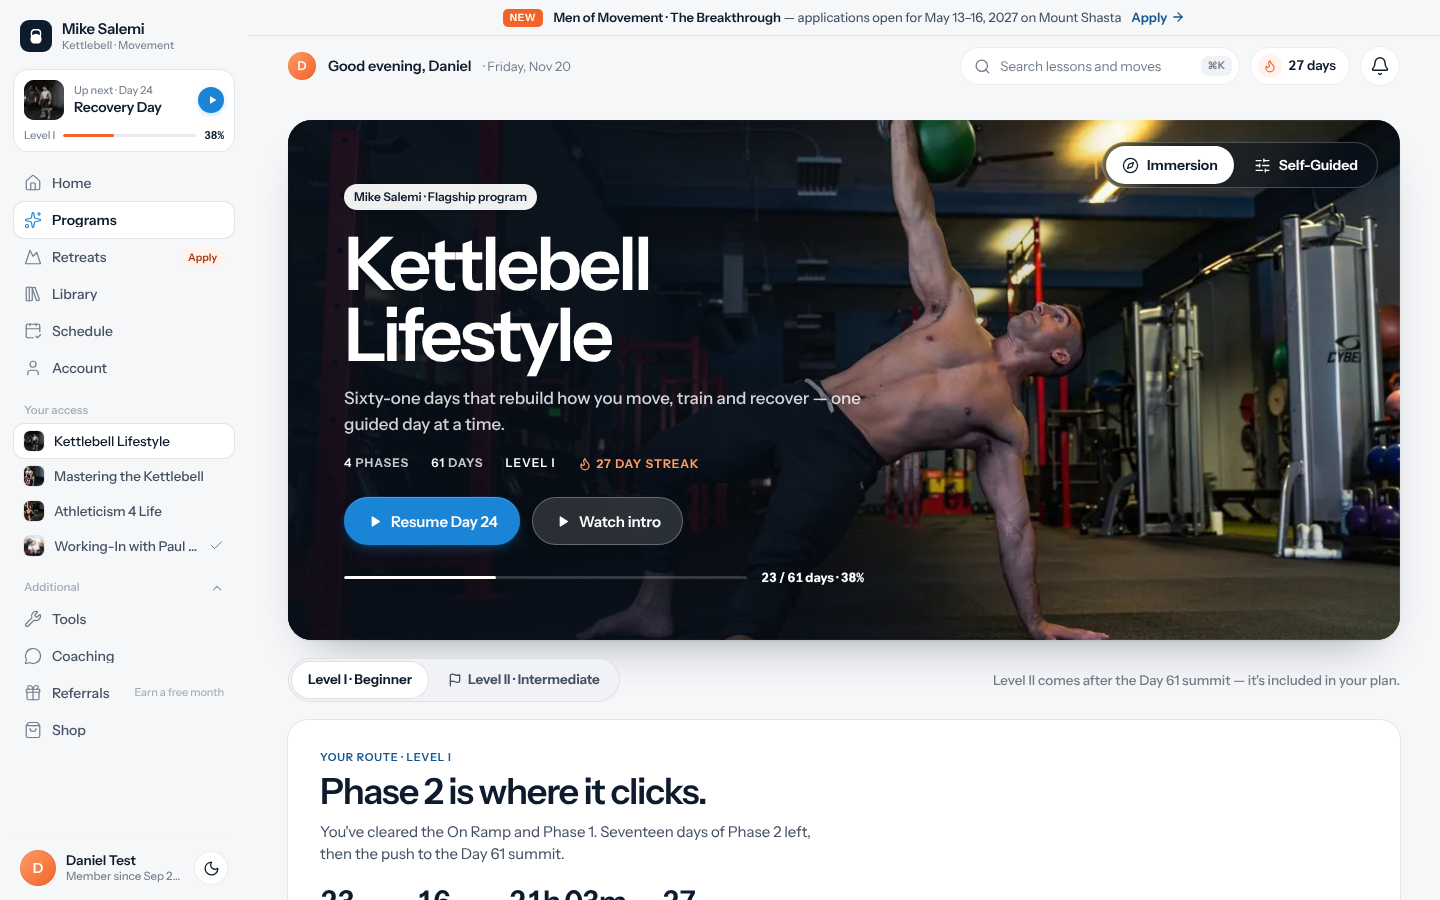 Mike Salemi
Kettlebell · Movement
Up next · Day 24
Recovery Day
Level I
38%
Home
Programs
Retreats
Apply
Library
Schedule
Account
Your access
Kettlebell Lifestyle
Mastering the Kettlebell
Athleticism 4 Life
Working-In with Paul ...
Additional
Tools
Coaching
Referrals
Earn a free month
Shop
D
Daniel Test
Member since Sep 2...
NEW Men of Movement · The Breakthrough — applications open for May 13–16, 2027 on Mount Shasta Apply →
D
Good evening, Daniel · Friday, Nov 20
Search lessons and moves
⌘K
27 days
Immersion
Self-Guided
Mike Salemi · Flagship program
Kettlebell
Lifestyle
Sixty-one days that rebuild how you move, train and recover — one
guided day at a time.
4 PHASES 61 DAYS LEVEL I 27 DAY STREAK
Resume Day 24
Watch intro
23 / 61 days · 38%
CYBE
Level I · Beginner
Level II · Intermediate
Level II comes after the Day 61 summit — it's included in your plan.
YOUR ROUTE · LEVEL I
Phase 2 is where it clicks.
You've cleared the On Ramp and Phase 1. Seventeen days of Phase 2 left,
then the push to the Day 61 summit.
23 16 21h 03m 27